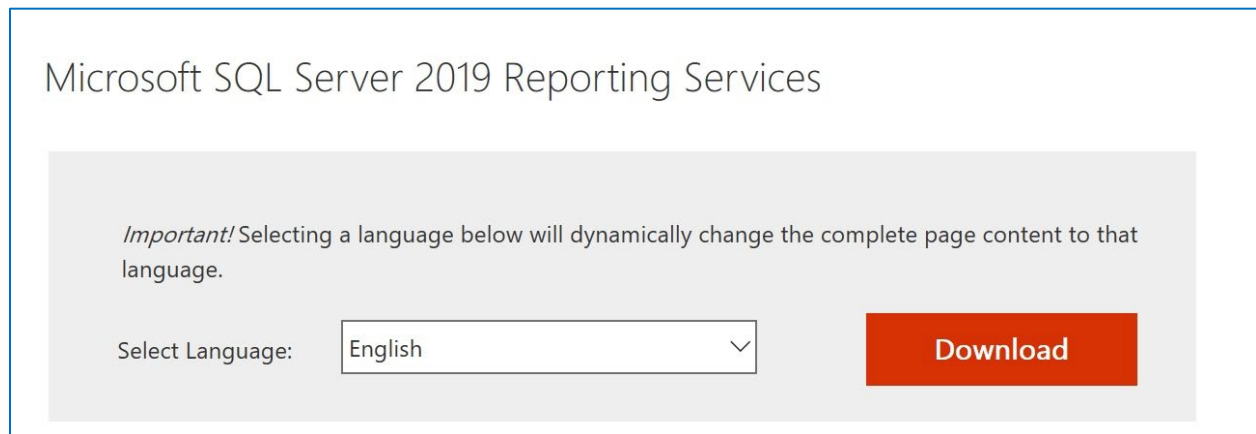 Microsoft SQL Server 2019 Reporting Services
Important! Selecting a language below will dynamically change the complete page content to that
language.
Select Language:
English
Download